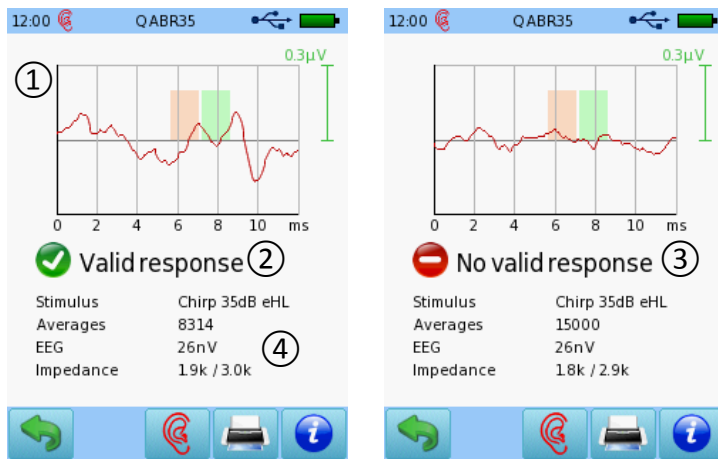 12:00 QABR35
0.3µV
1
0 2 4 6 8 10 ms
Valid response 2
Stimulus Chirp 35dB eHL
Averages 8314
EEG 26nV
4
Impedance 1.9k / 3.0k
i
12:00 QABR35
0.3µV
0 2 4 6 8 10 ms
No valid response 3
Stimulus Chirp 35dB eHL
Averages 15000
EEG 26nV
Impedance 1.8k / 2.9k
i